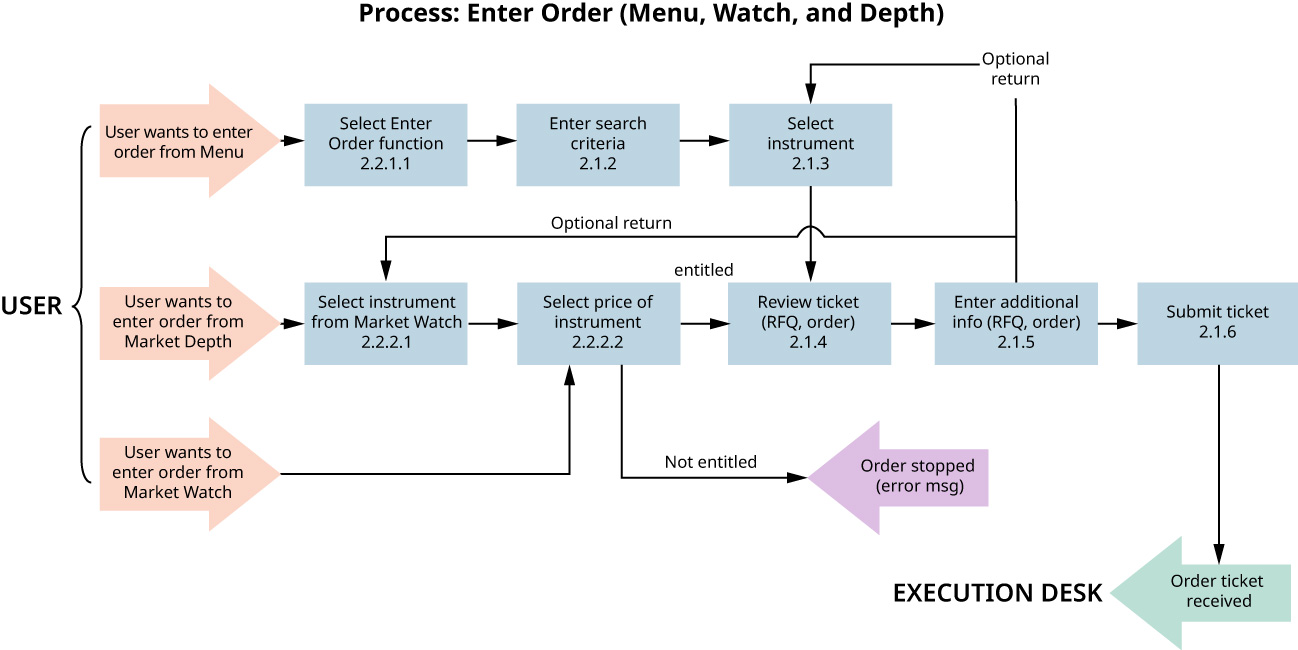 Process: Enter Order (Menu, Watch, and Depth)
Optional
return
User wants to enter
order from Menu
Select Enter
Order function
2.2.1.1
Enter search
criteria
2.1.2
Select
instrument
2.1.3
Optional return
entitled
USER
User wants to
enter order from
Market Depth
Select instrument
from Market Watch
2.2.2.1
Select price of
instrument
2.2.2.2
Review ticket
(RFQ, order)
2.1.4
Enter additional
info (RFQ, order)
2.1.5
Submit ticket
2.1.6
User wants to
enter order from
Market Watch
Not entitled
Order stopped
(error msg)
EXECUTION DESK
Order ticket
received